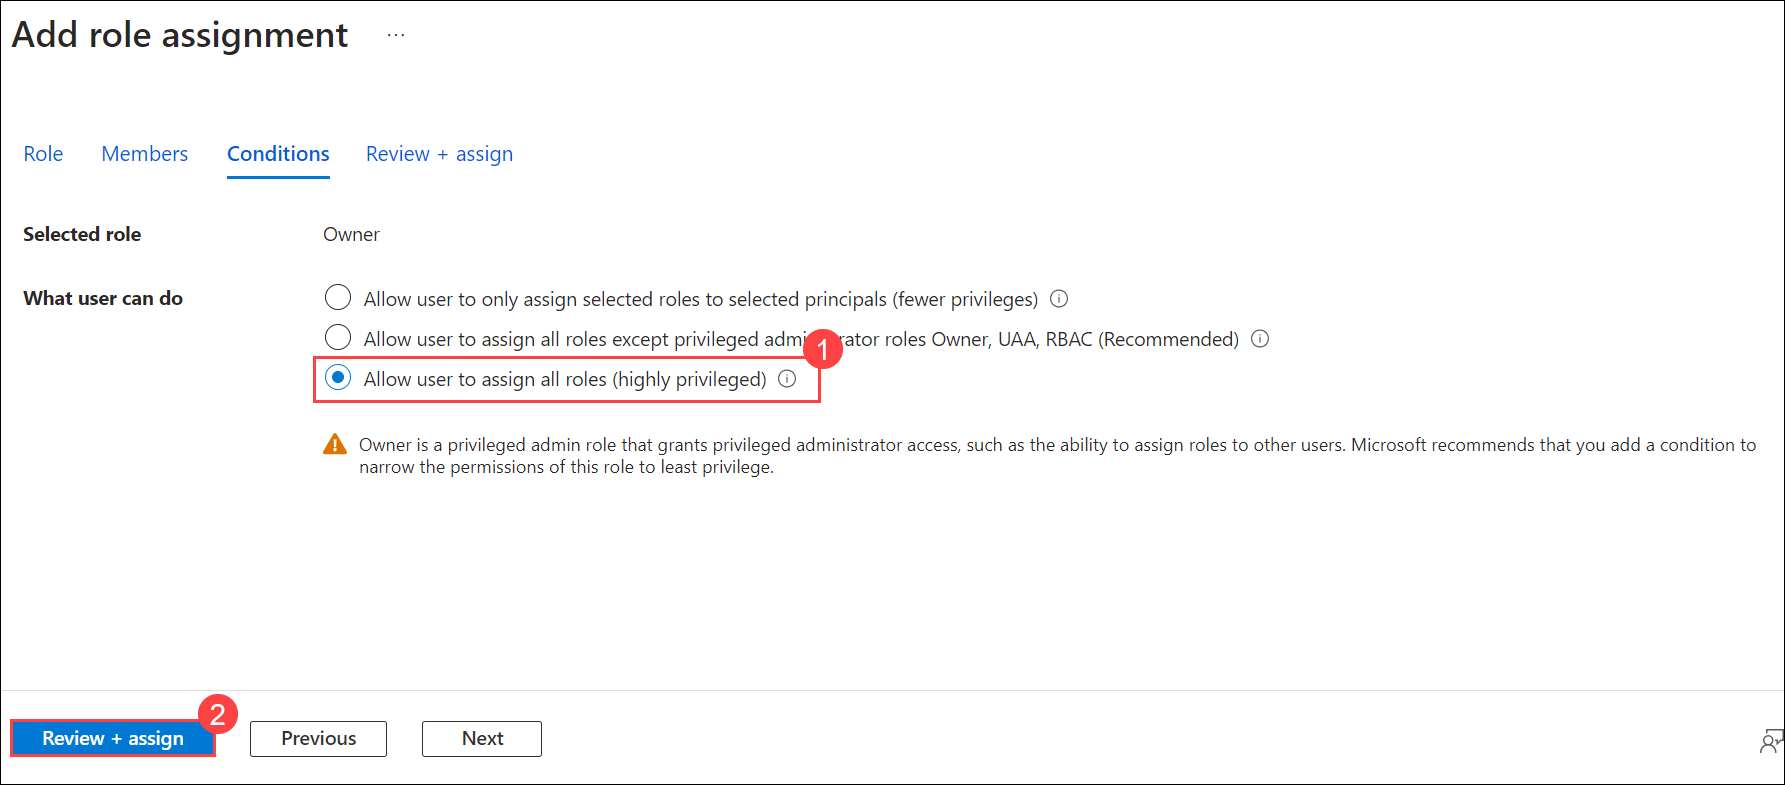 Add role assignment ...
Role Members Conditions Review + assign
Selected role Owner
What user can do
Allow user to only assign selected roles to selected principals (fewer privileges)
Allow user to assign all roles except privileged adm rator roles Owner, UAA, RBAC (Recommended)
1
Allow user to assign all roles (highly privileged)
Owner is a privileged admin role that grants privileged administrator access, such as the ability to assign roles to other users. Microsoft recommends that you add a condition to
narrow the permissions of this role to least privilege.
2
Review + assign Previous Next